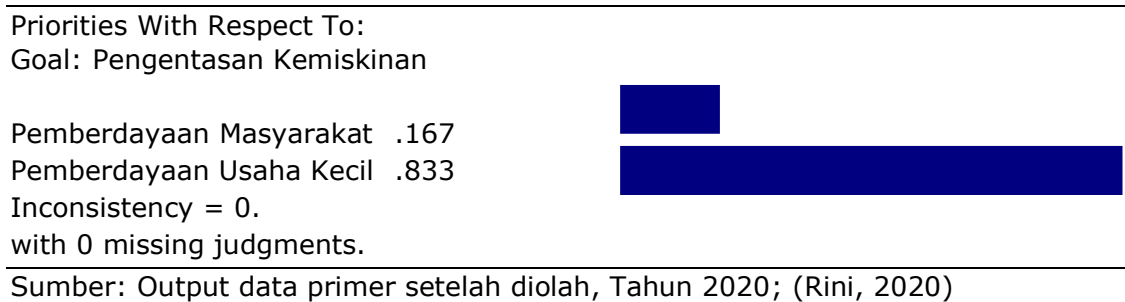 Priorities With Respect To:
Goal: Pengentasan Kemiskinan
Pemberdayaan Masyarakat .167
Pemberdayaan Usaha Kecil .833
Inconsistency = 0.
with 0 missing judgments.
Sumber: Output data primer setelah diolah, Tahun 2020; (Rini, 2020)